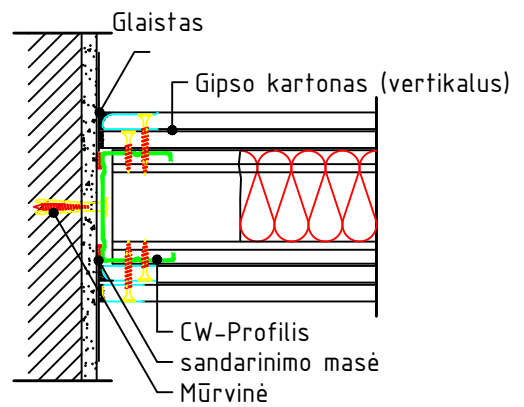 Glaistas
Gipso kartonas (vertikalus)
CW-Profilis
sandarinimo masė
Mūrvinė